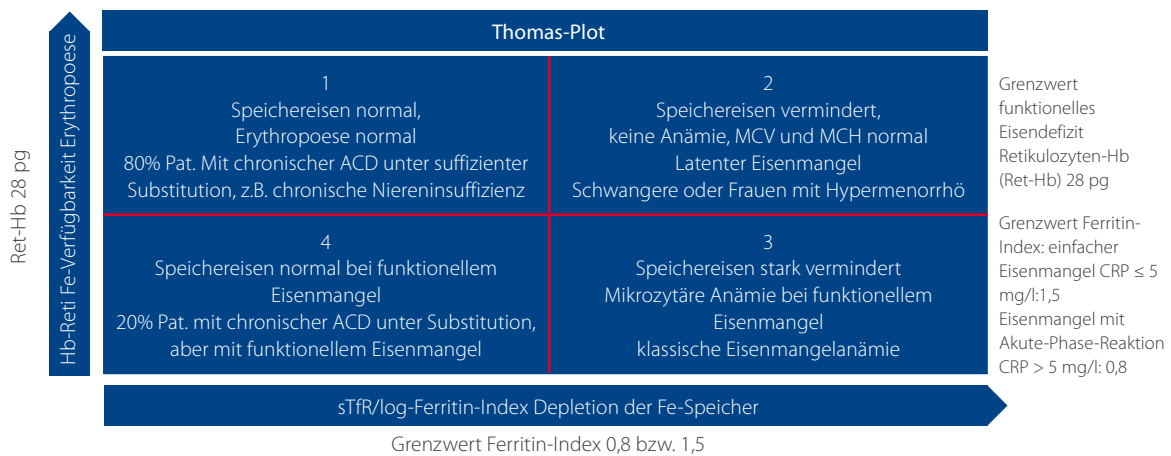 Thomas-Plot
Ret-Hb 28 pg
Hb-Reti Fe-Verfügbarkeit Erythropoese
1
Speichereisen normal,
Erythropoese normal
80% Pat. Mit chronischer ACD unter suffizienter
Substitution, z.B. chronische Niereninsuffizienz
2
Speichereisen vermindert,
keine Anämie, MCV und MCH normal
Latenter Eisenmangel
Schwangere oder Frauen mit Hypermenorrhö
4
Speichereisen normal bei funktionellem
Eisenmangel
20% Pat. mit chronischer ACD unter Substitution,
aber mit funktionellem Eisenmangel
3
Speichereisen stark vermindert
Mikrozytäre Anämie bei funktionellem
Eisenmangel
klassische Eisenmangelanämie
Grenzwert
funktionelles
Eisendefizit
Retikulozyten-Hb
(Ret-Hb) 28 pg
Grenzwert Ferritin-
Index: einfacher
Eisenmangel CRP ≤ 5
mg/l:1,5
Eisenmangel mit
Akute-Phase-Reaktion
CRP > 5 mg/l: 0,8
sTfR/log-Ferritin-Index Depletion der Fe-Speicher
Grenzwert Ferritin-Index 0,8 bzw. 1,5